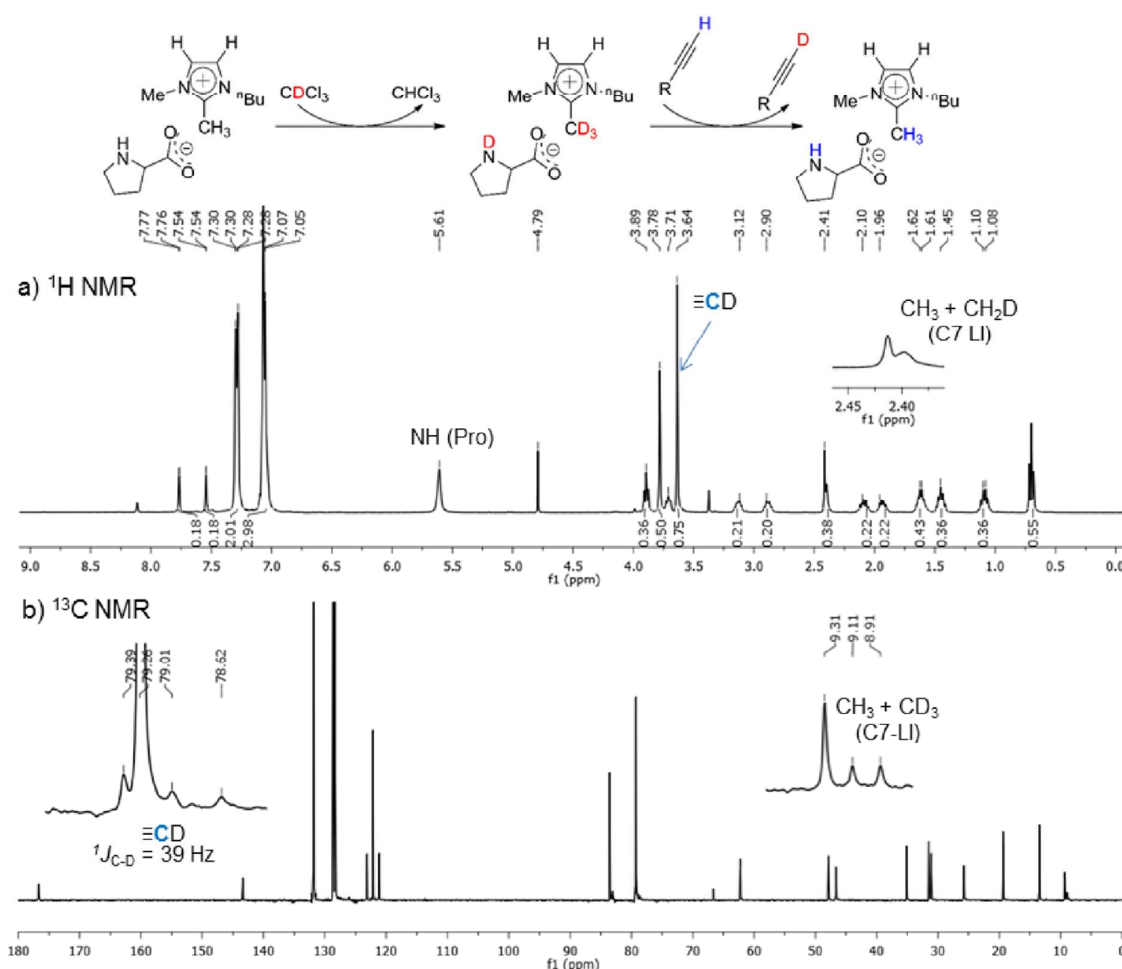 H H H H H D H H
R
CDCl3 CHCl3
Me N + N nBu Me N + N nBu R Me N + N nBu
CH3 CD3 CH3
H N O ⊖ O D N O ⊖ O H N O ⊖ O
7.77 7.76 7.54 7.54 7.30 7.30 7.28 7.28 7.07 7.05 5.61 4.79 3.89 3.78 3.71 3.64 3.12 2.90 2.41 2.10 1.96 1.62 1.61 1.45 1.10 1.08
a) 1H NMR
≡CD
CH3 + CH2D
(C7 LI)
2.45 2.40
f1 (ppm)
NH (Pro)
0.18 0.18 2.01 2.98 0.36 0.50 0.75 0.21 0.20 0.38 0.22 0.22 0.43 0.36 0.36 0.55
9.0 8.5 8.0 7.5 7.0 6.5 6.0 5.5 5.0 4.5 4.0 3.5 3.0 2.5 2.0 1.5 1.0 0.5 0.0
f1 (ppm)
b) 13C NMR
79.39 79.26 79.01 78.62
9.31 9.11 8.91
CH3 + CD3
(C7-LI)
≡CD
1JC-D = 39 Hz
180 170 160 150 140 130 120 110 100 90 80 70 60 50 40 30 20 10 0
f1 (ppm)